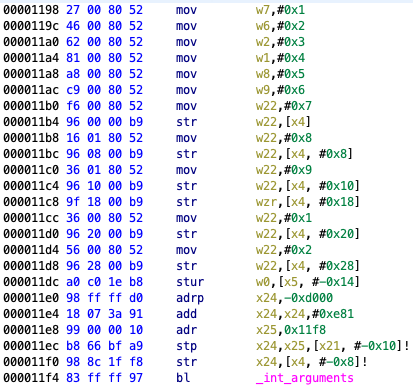 00001198 27 00 80 52 mov w7,#0x1
0000119c 46 00 80 52 mov w6,#0x2
000011a0 62 00 80 52 mov w2,#0x3
000011a4 81 00 80 52 mov w1,#0x4
000011a8 a8 00 80 52 mov w8,#0x5
000011ac c9 00 80 52 mov w9,#0x6
000011b0 f6 00 80 52 mov w22,#0x7
000011b4 96 00 00 b9 str w22,[x4]
000011b8 16 01 80 52 mov w22,#0x8
000011bc 96 08 00 b9 str w22,[x4, #0x8]
000011c0 36 01 80 52 mov w22,#0x9
000011c4 96 10 00 b9 str w22,[x4, #0x10]
000011c8 9f 18 00 b9 str wzr,[x4, #0x18]
000011cc 36 00 80 52 mov w22,#0x1
000011d0 96 20 00 b9 str w22,[x4, #0x20]
000011d4 56 00 80 52 mov w22,#0x2
000011d8 96 28 00 b9 str w22,[x4, #0x28]
000011dc a0 c0 1e b8 stur w0,[x5, #-0x14]
000011e0 98 ff ff d0 adrp x24,-0xd000
000011e4 18 07 3a 91 add x24,x24,#0xe81
000011e8 99 00 00 10 adr x25,0x11f8
000011ec b8 66 bf a9 stp x24,x25,[x21, #-0x10]!
000011f0 98 8c 1f f8 str x24,[x4, #-0x8]!
000011f4 83 ff ff 97 bl _int_arguments